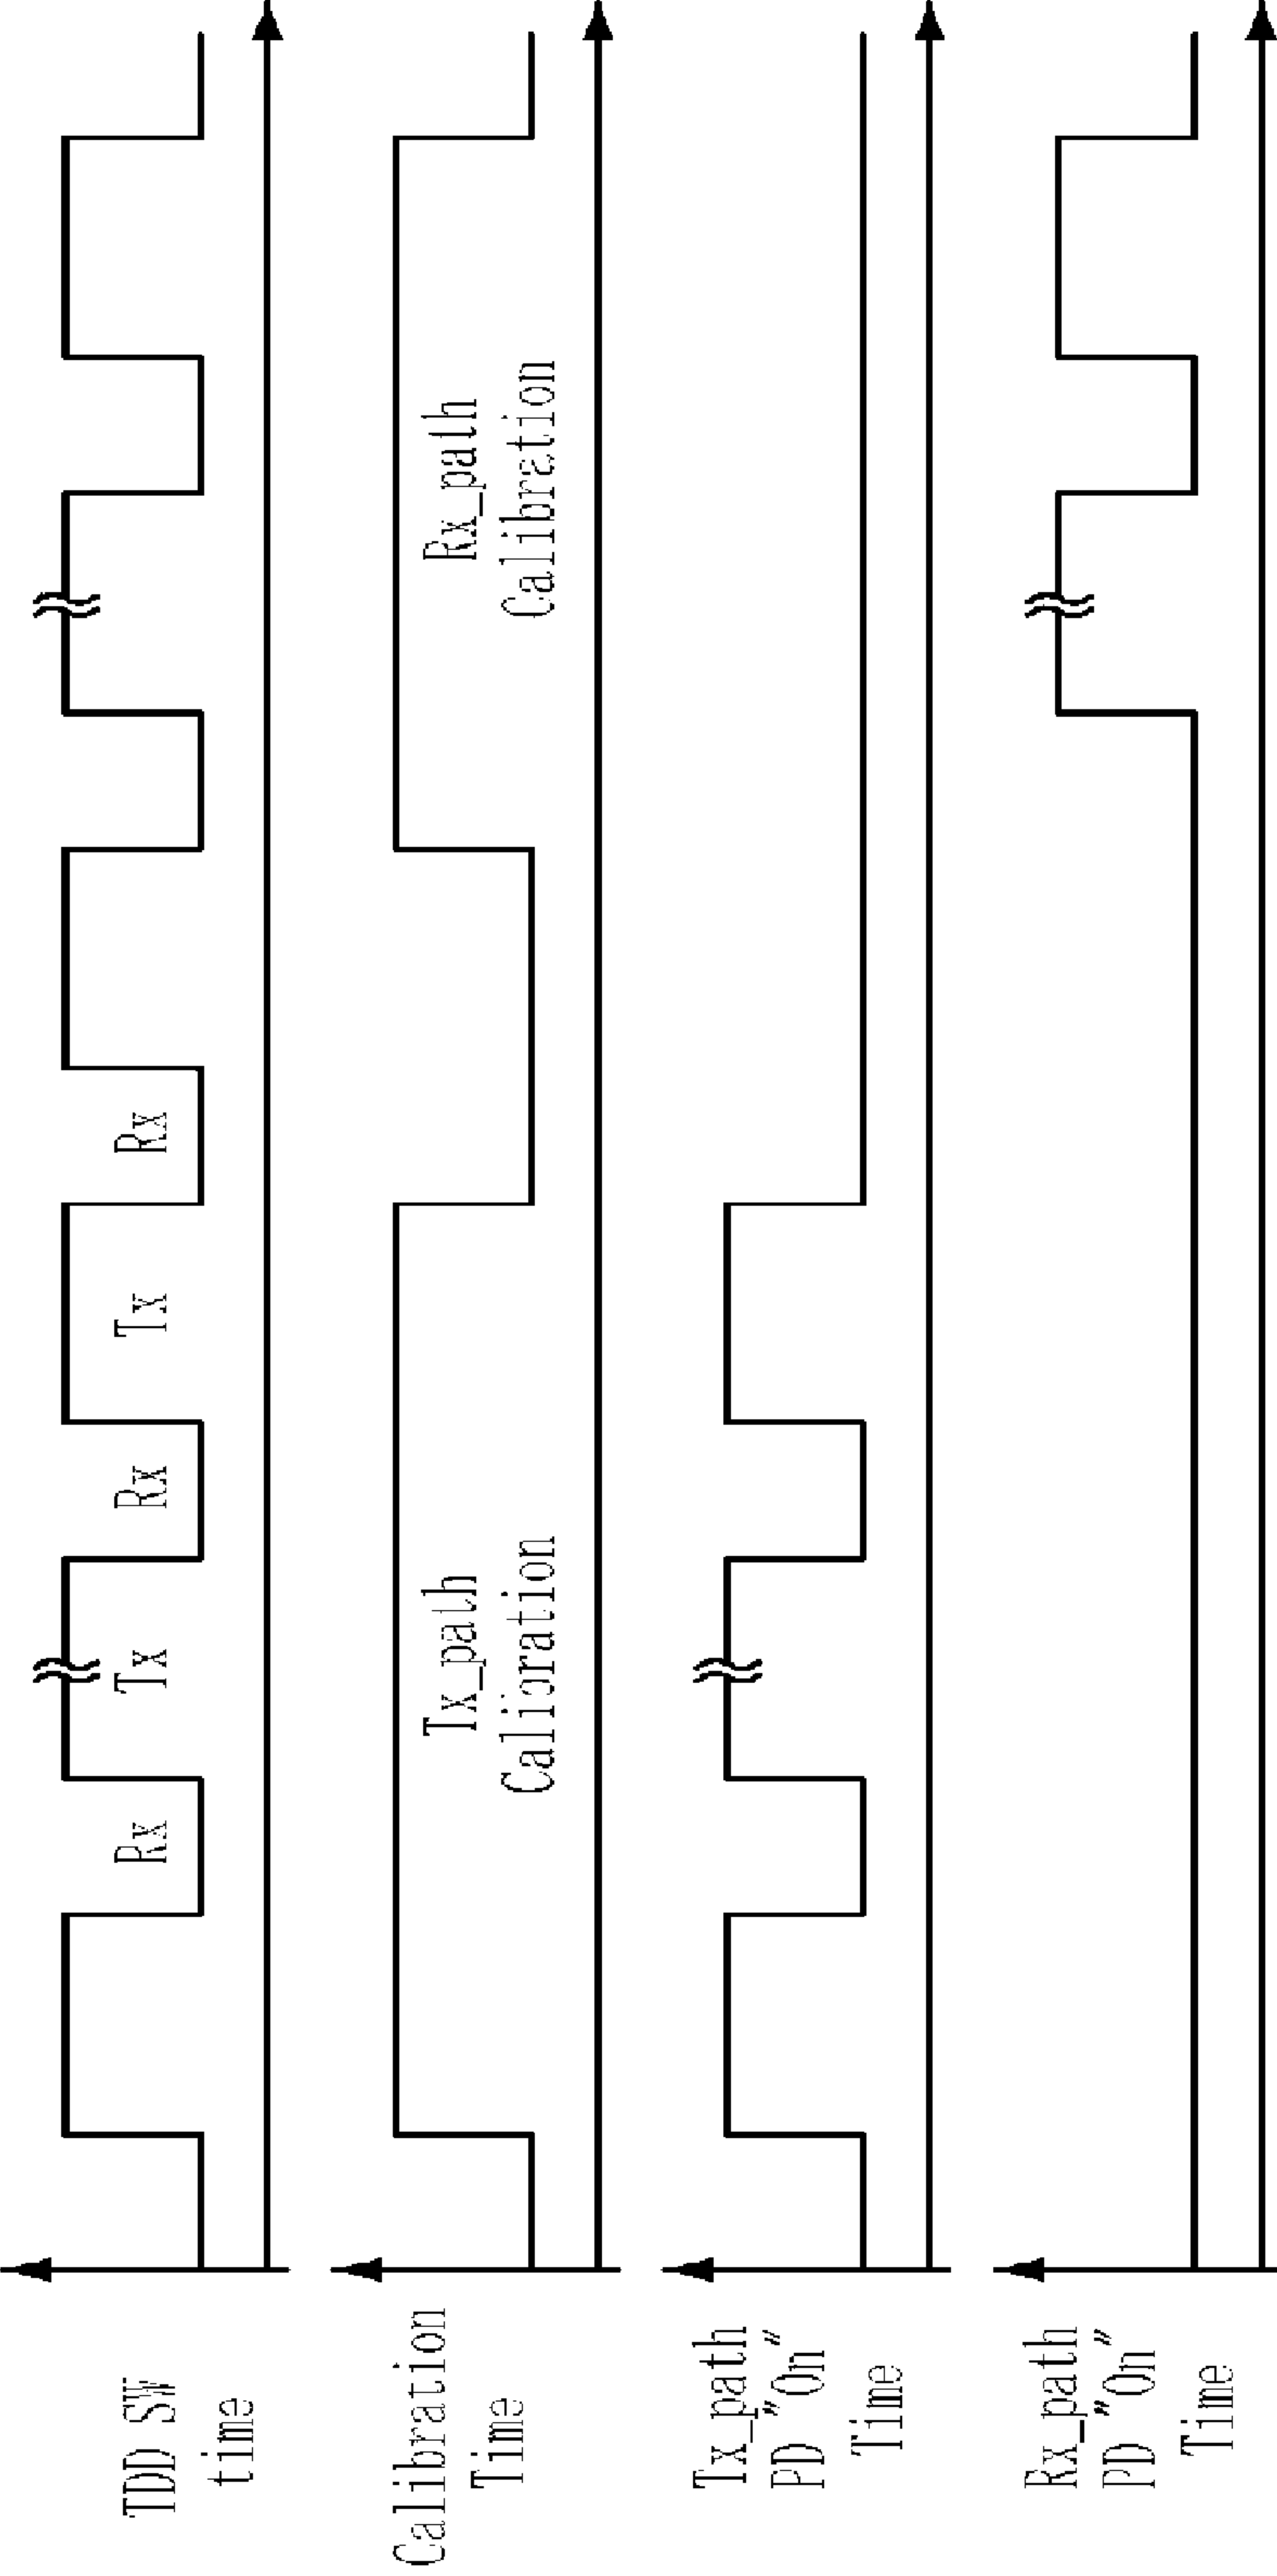 TDD SW
time
Rx
Tx
Rx
Tx
Rx
Calibration
Time
Tx_path
Calibration
Rx_path
Calibration
Tx_path
PD "On"
Time
Rx_path
PD "On"
Time